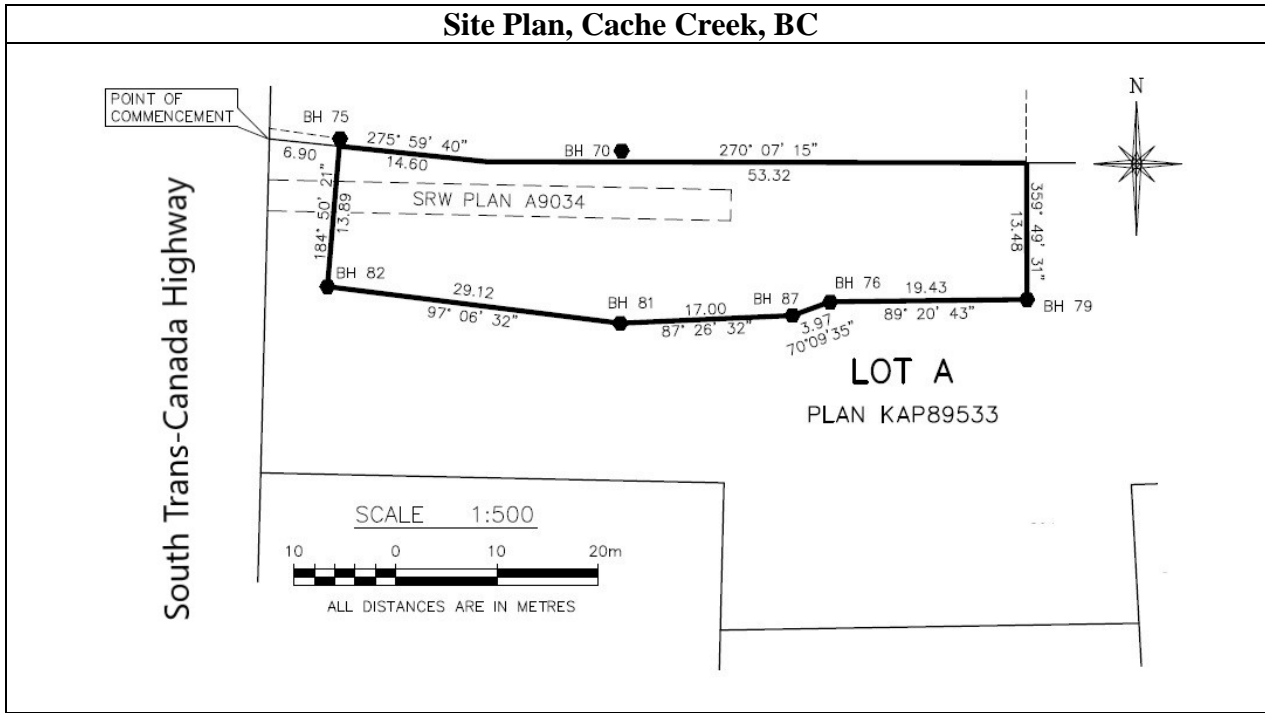 Site Plan, Cache Creek, BC
POINT OF
COMMENCEMENT
BH 75
N
275° 59' 40"
BH 70
270° 07' 15"
6.90
14.60
53.32
184° 50' 21"
13.89
SRW PLAN A9034
359° 49' 31"
13.48
South Trans-Canada Highway
BH 82
29.12
97° 06' 32"
BH 81
17.00
87° 26' 32"
BH 87
BH 76
3.97
70°09'35"
19.43
89° 20' 43"
BH 79
LOT A
PLAN KAP89533
SCALE 1:500
10 0 10 20m
ALL DISTANCES ARE IN METRES